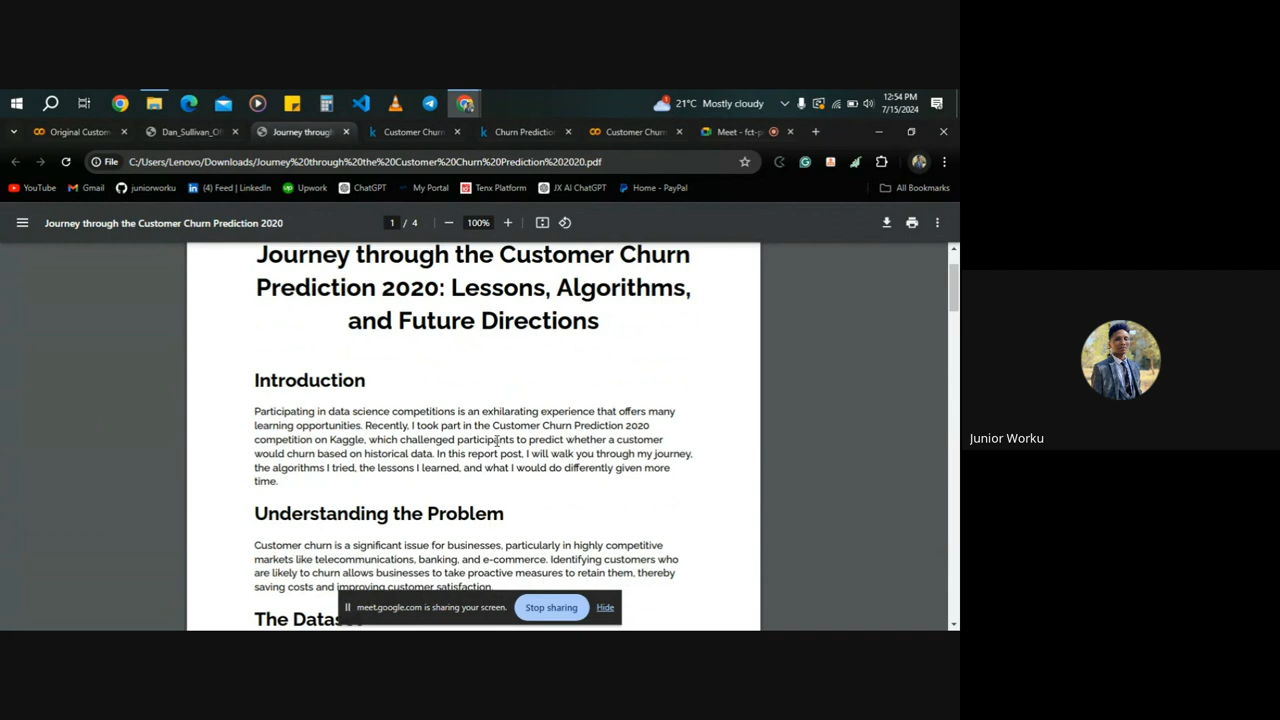 21°C Mostly cloudy
12:54 PM
7/15/2024
Original Custom
Dan_Sullivan_Of
Journey throug
Customer Churn
Churn Predictio
Customer Churn
Meet - fct-p
File
C:/Users/Lenovo/Downloads/Journey%20through%20the%20Customer%20Churn%20Prediction%202020.pdf
YouTube
Gmail
juniorworku
(4) Feed | LinkedIn
Upwork
ChatGPT
My Portal
Tenx Platform
JX AI ChatGPT
Home - PayPal
All Bookmarks
Journey through the Customer Churn Prediction 2020
1 / 4
100%
Journey through the Customer Churn
Prediction 2020: Lessons, Algorithms,
and Future Directions
Introduction
Participating in data science competitions is an exhilarating experience that offers many
learning opportunities. Recently, I took part in the Customer Churn Prediction 2020
competition on Kaggle, which challenged participants to predict whether a customer
would churn based on historical data. In this report post, I will walk you through my journey,
the algorithms I tried, the lessons I learned, and what I would do differently given more
time.
Understanding the Problem
Customer churn is a significant issue for businesses, particularly in highly competitive
markets like telecommunications, banking, and e-commerce. Identifying customers who
are likely to churn allows businesses to take proactive measures to retain them, thereby
saving costs and improving customer satisfaction.
The Datas
meet.google.com is sharing your screen.
Stop sharing
Hide
Junior Worku